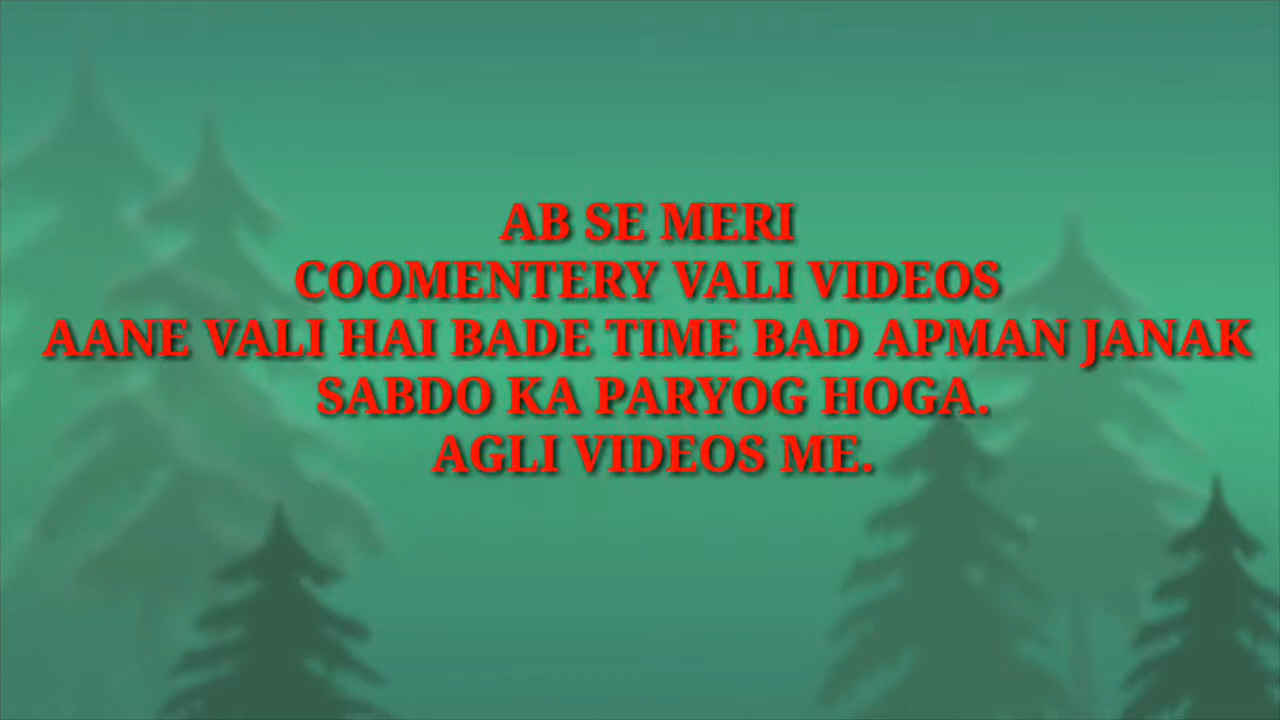 AB SE MERI
COOMENTERY VALI VIDEOS
AANE VALI HAI BADE TIME BAD APMAN JANAK
SABDO KA PARYOG HOGA.
AGLI VIDEOS ME.